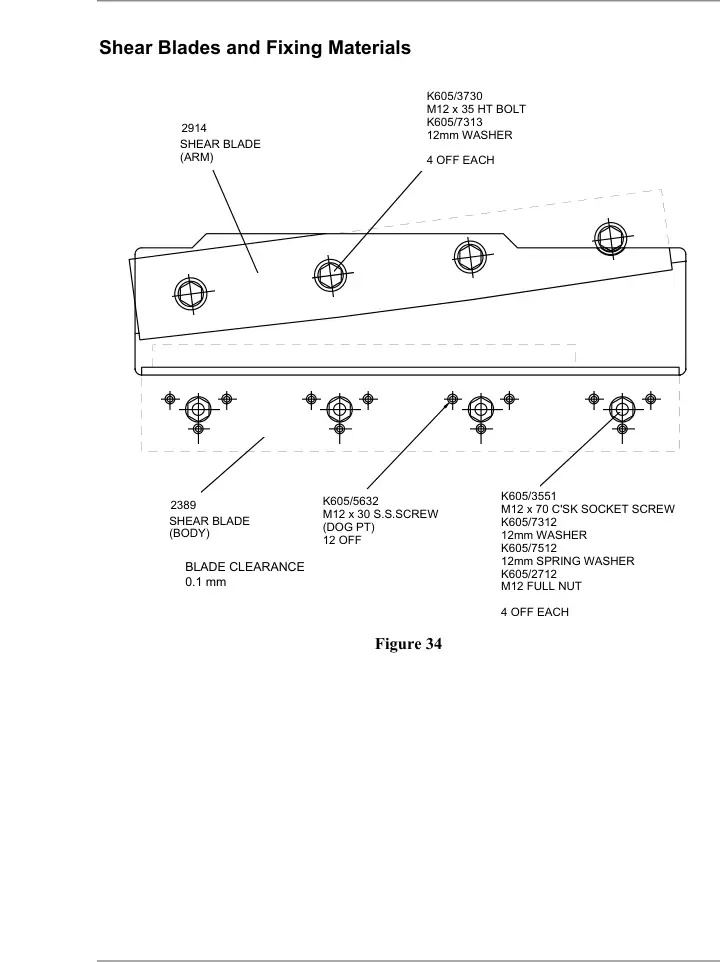 Shear Blades and Fixing Materials
K605/3730
M12 x 35 HT BOLT
K605/7313
12mm WASHER
4 OFF EACH
2914
SHEAR BLADE
(ARM)
2389
SHEAR BLADE
(BODY)
BLADE CLEARANCE
0.1 mm
K605/5632
M12 x 30 S.S.SCREW
(DOG PT)
12 OFF
K605/3551
M12 x 70 C'SK SOCKET SCREW
K605/7312
12mm WASHER
K605/7512
12mm SPRING WASHER
K605/2712
M12 FULL NUT
4 OFF EACH
Figure 34